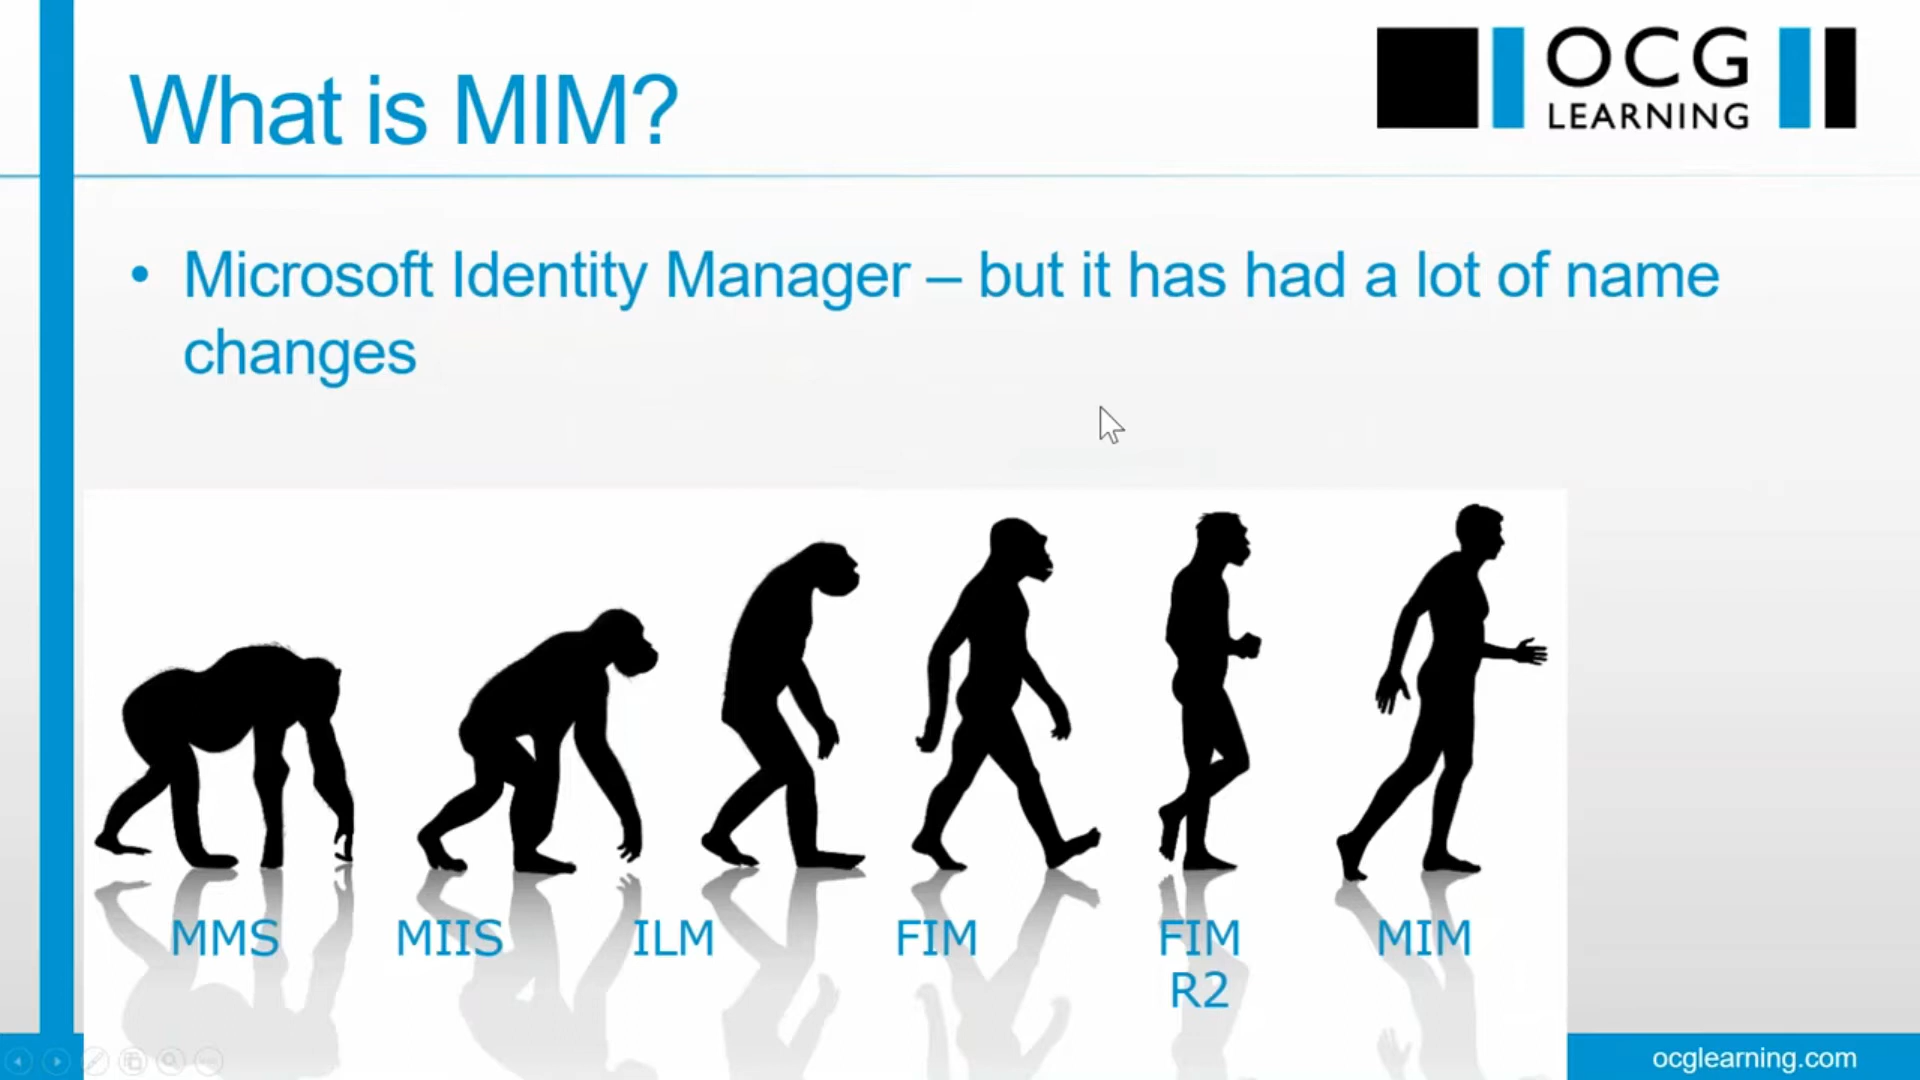 What is MIM?
OCG
LEARNING
• Microsoft Identity Manager – but it has had a lot of name
changes
MMS MIIS ILM FIM FIM MIM
R2
ocglearning.com